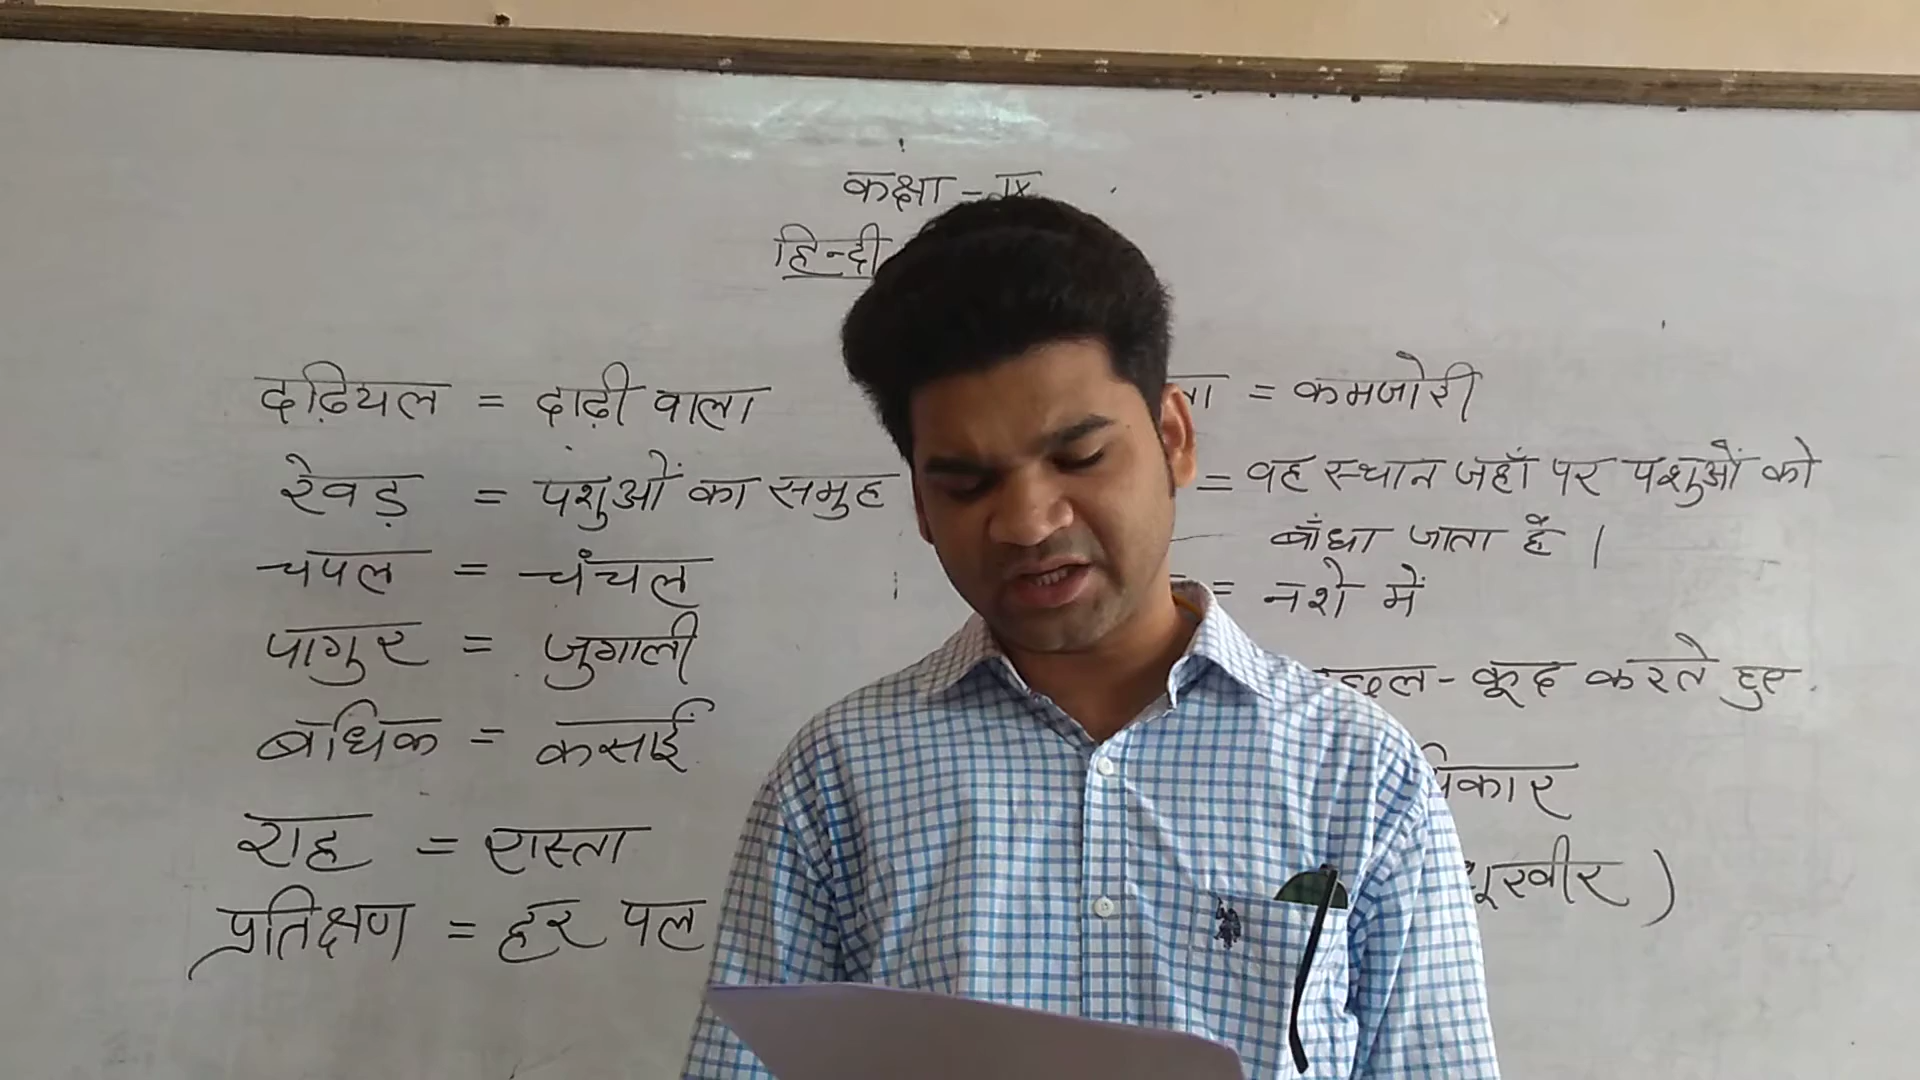 कक्षा - IX
हिन्दी
दढ़ियल = दाढ़ी वाला
रेवड़ = पशुओं का समुह
चपल = चंचल
पागुर = जुगाली
बधिक = कसाई
राह = रास्ता
प्रतिक्षण = हर पल
= कमजोरी
= वह स्थान जहाँ पर पशुओं को
बाँधा जाता है ।
= नशे में
- कूद करते हुए